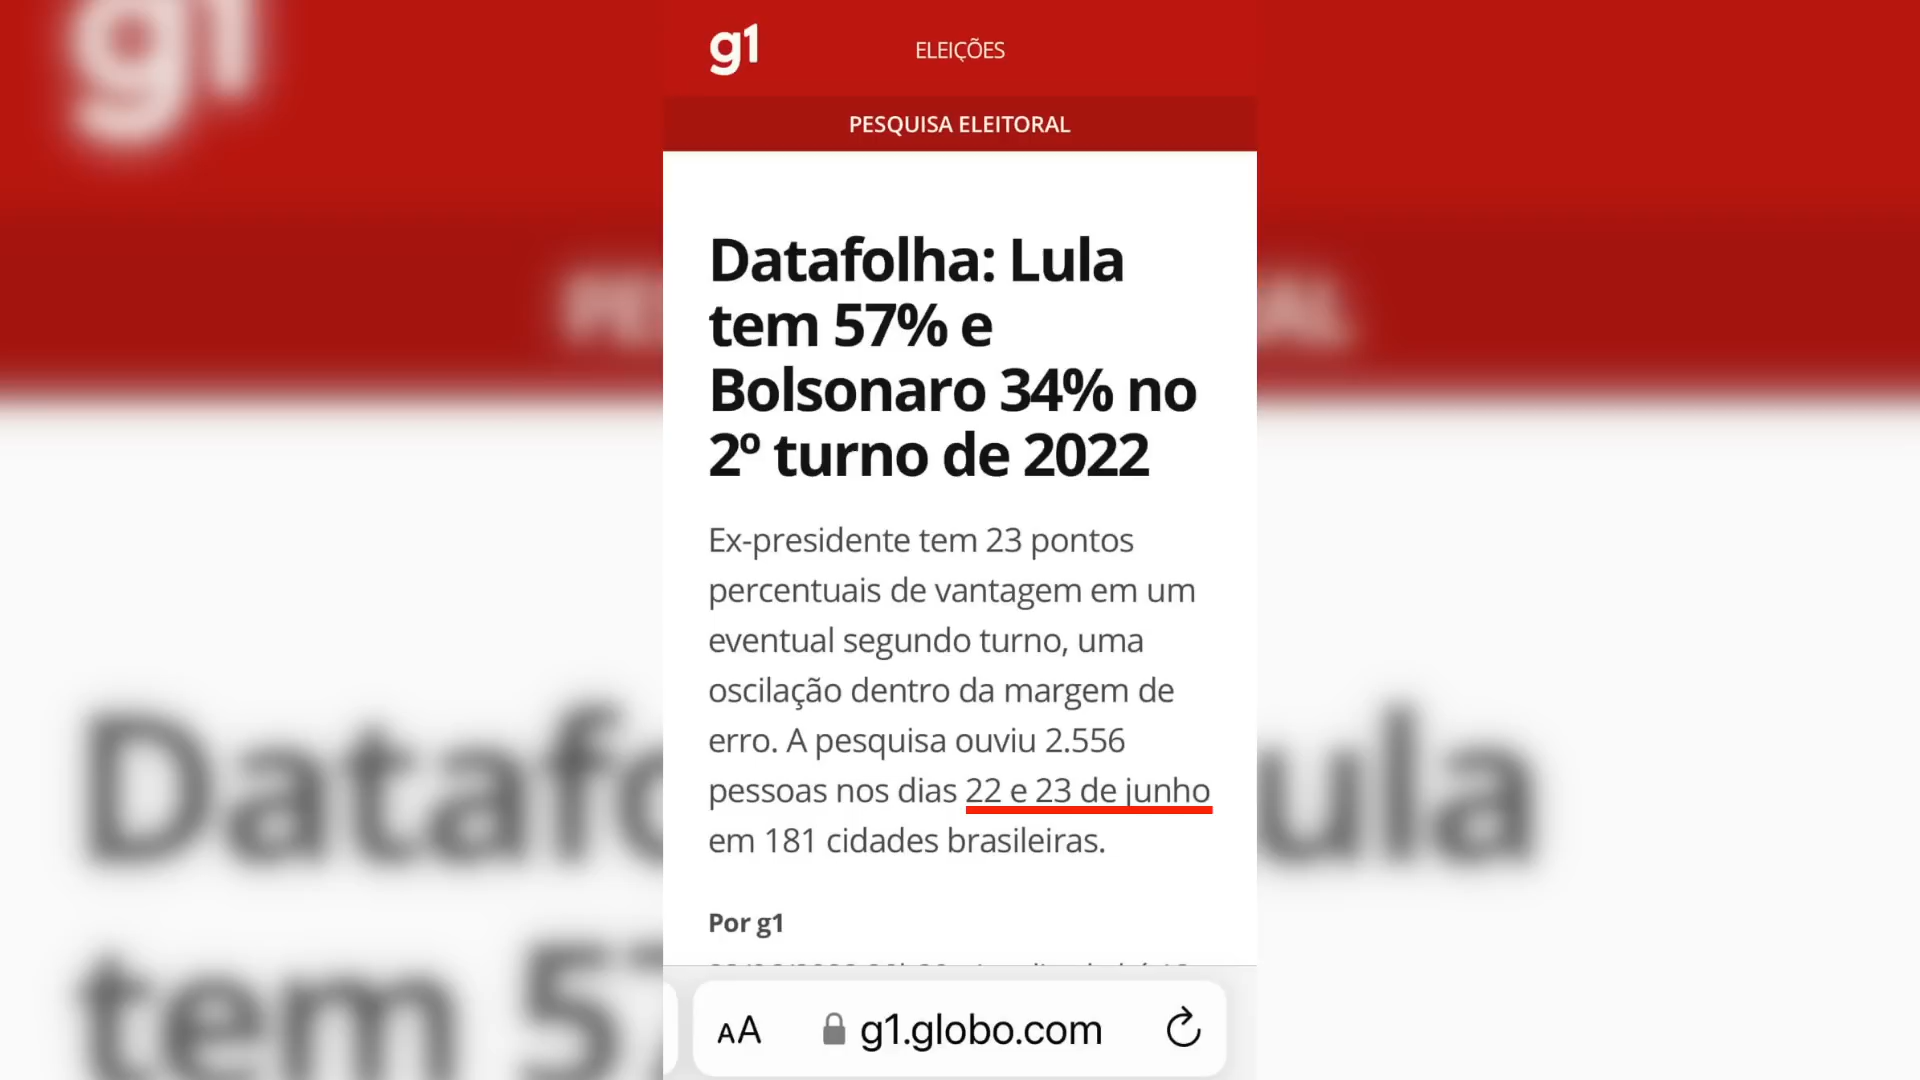 g1
ELEIÇÕES
PESQUISA ELEITORAL
Datafolha: Lula
tem 57% e
Bolsonaro 34% no
2º turno de 2022
Ex-presidente tem 23 pontos
percentuais de vantagem em um
eventual segundo turno, uma
oscilação dentro da margem de
erro. A pesquisa ouviu 2.556
pessoas nos dias 22 e 23 de junho
em 181 cidades brasileiras.
Por g1
AA g1.globo.com